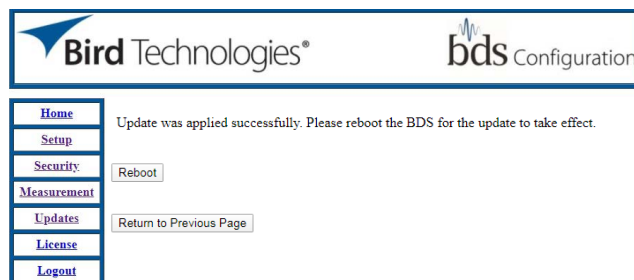 Bird Technologies®
bds Configuration
Home
Setup
Security
Measurement
Updates
License
Logout
Update was applied successfully. Please reboot the BDS for the update to take effect.
Reboot
Return to Previous Page